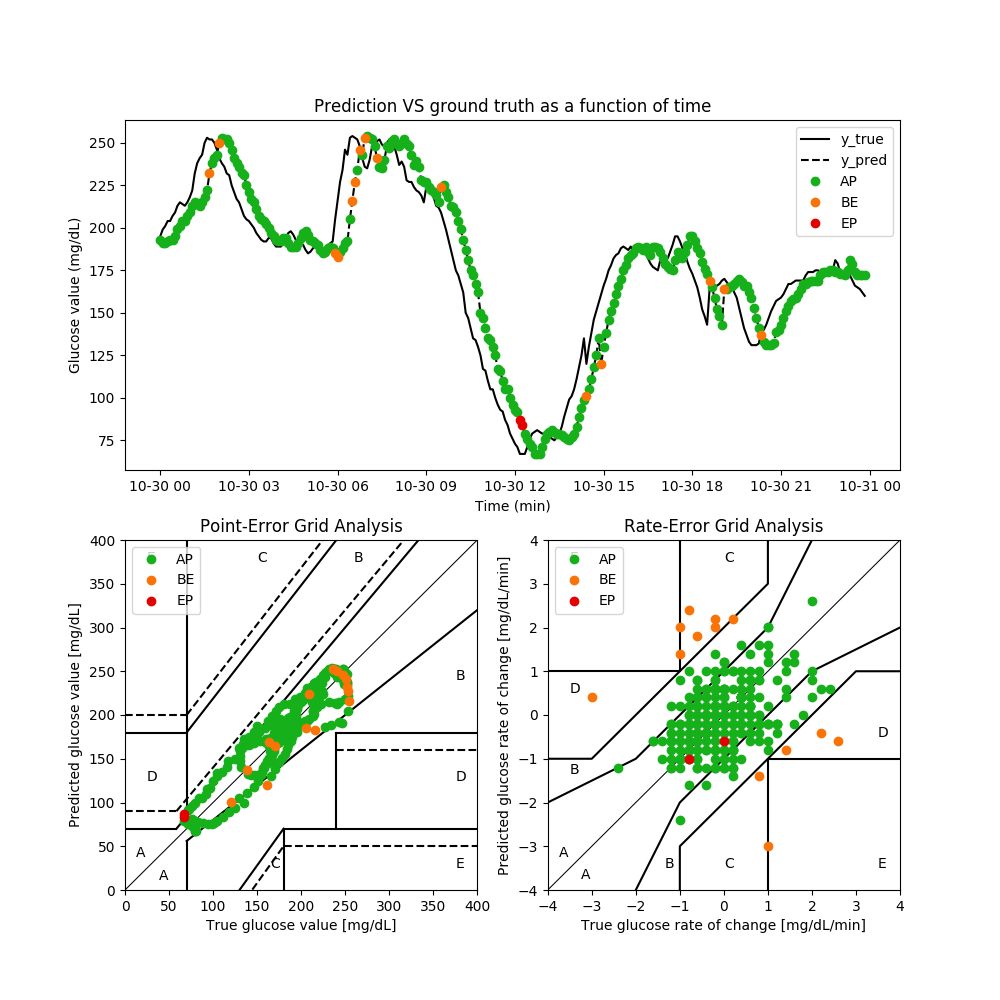 Prediction VS ground truth as a function of time
Glucose value (mg/dL)
250
225
200
175
150
125
100
75
y_true
y_pred
AP
BE
EP
10-30 00 10-30 03 10-30 06 10-30 09 10-30 12 10-30 15 10-30 18 10-30 21 10-31 00
Time (min)
Point-Error Grid Analysis
Predicted glucose value [mg/dL]
400
350
300
250
200
150
100
50
0
AP
BE
EP
C
B
B
D
D
A
A
C
E
0 50 100 150 200 250 300 350 400
True glucose value [mg/dL]
Rate-Error Grid Analysis
Predicted glucose rate of change [mg/dL/min]
4
3
2
1
0
−1
−2
−3
−4
AP
BE
EP
C
D
D
B
A
A
B
C
E
−4 −3 −2 −1 0 1 2 3 4
True glucose rate of change [mg/dL/min]